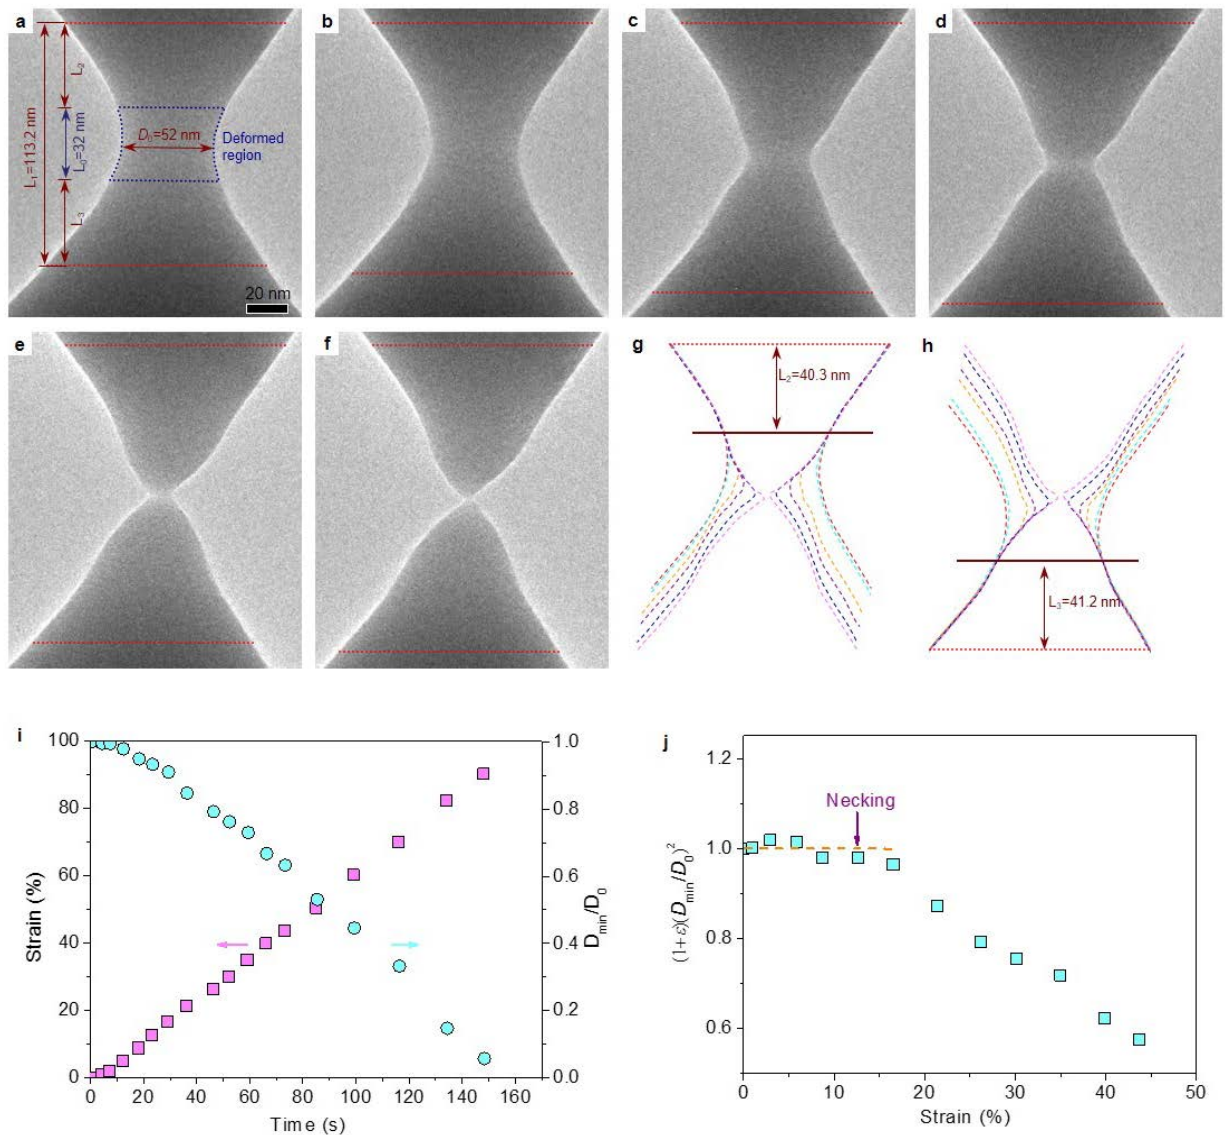 a
b
c
d
L₂
L₁=113.2 nm
L₀=32 nm
D₀=52 nm
Deformed
region
L₃
20 nm
e
f
g
h
L₂=40.3 nm
L₃=41.2 nm
i
100
80
60
40
20
0
Strain (%)
1.0
0.8
0.6
0.4
0.2
0.0
Dmin/D₀
0 20 40 60 80 100 120 140 160
Time (s)
j
1.2
1.0
0.8
0.6
(1+ε)(Dmin/D₀)²
Necking
0 10 20 30 40 50
Strain (%)